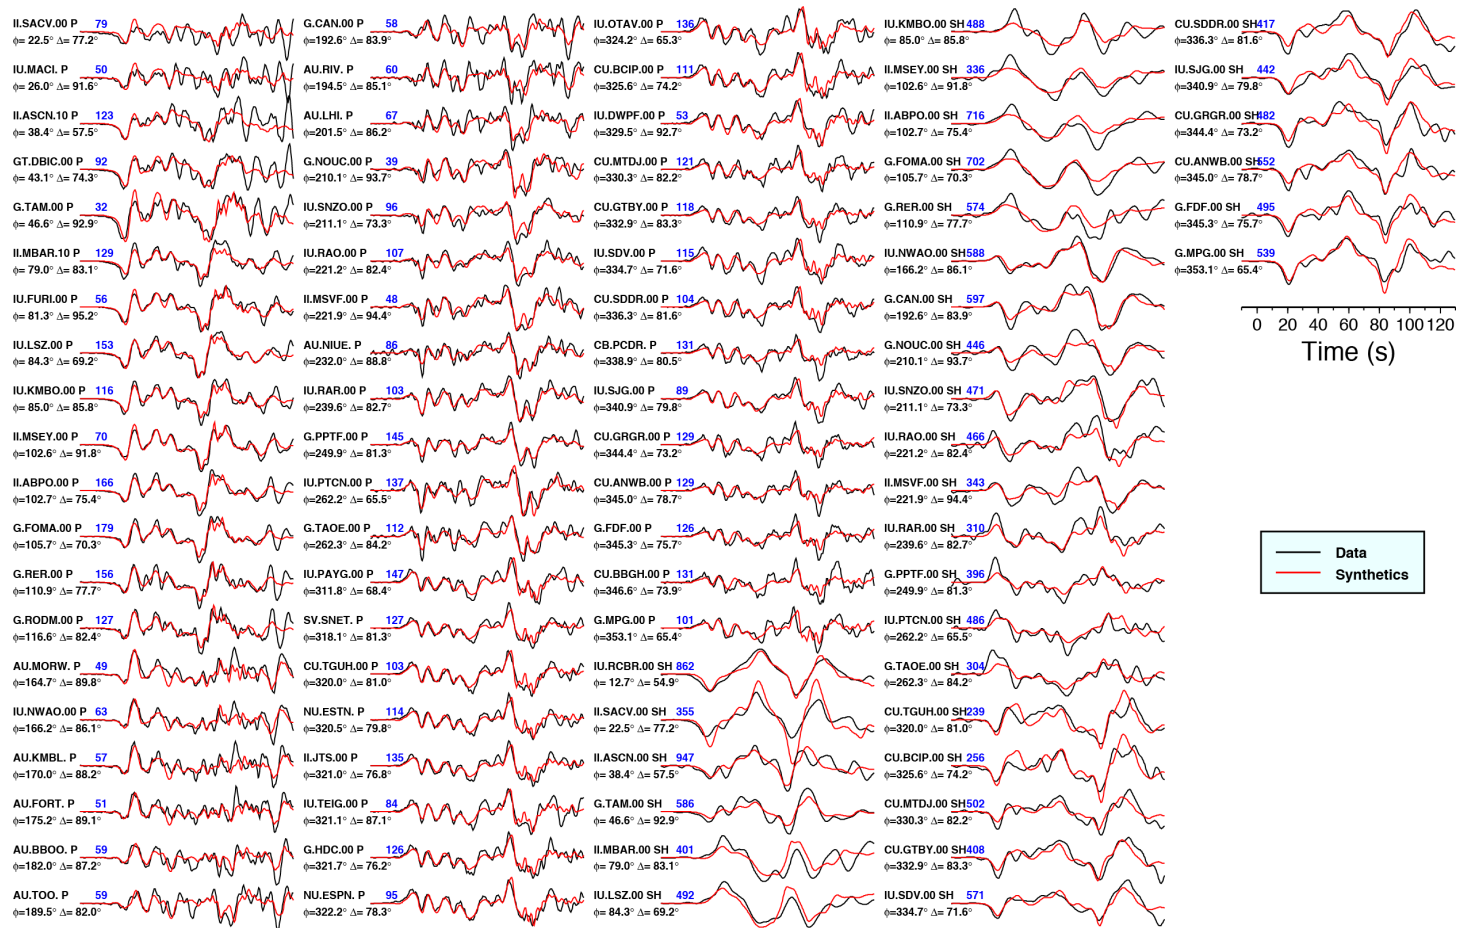 II.SACV.00 P 79
ϕ= 22.5° Δ= 77.2°
IU.MACI. P 50
ϕ= 26.0° Δ= 91.6°
II.ASCN.10 P 123
ϕ= 38.4° Δ= 57.5°
GT.DBIC.00 P 92
ϕ= 43.1° Δ= 74.3°
G.TAM.00 P 32
ϕ= 46.6° Δ= 92.9°
II.MBAR.10 P 129
ϕ= 79.0° Δ= 83.1°
IU.FURI.00 P 56
ϕ= 81.3° Δ= 95.2°
IU.LSZ.00 P 153
ϕ= 84.3° Δ= 69.2°
IU.KMBO.00 P 116
ϕ= 85.0° Δ= 85.8°
II.MSEY.00 P 70
ϕ=102.6° Δ= 91.8°
II.ABPO.00 P 166
ϕ=102.7° Δ= 75.4°
G.FOMA.00 P 179
ϕ=105.7° Δ= 70.3°
G.RER.00 P 156
ϕ=110.9° Δ= 77.7°
G.RODM.00 P 127
ϕ=116.6° Δ= 82.4°
AU.MORW. P 49
ϕ=164.7° Δ= 89.8°
IU.NWAO.00 P 63
ϕ=166.2° Δ= 86.1°
AU.KMBL. P 57
ϕ=170.0° Δ= 88.2°
AU.FORT. P 51
ϕ=175.2° Δ= 89.1°
AU.BBOO. P 59
ϕ=182.0° Δ= 87.2°
AU.TOO. P 59
ϕ=189.5° Δ= 82.0°
G.CAN.00 P 58
ϕ=192.6° Δ= 83.9°
AU.RIV. P 60
ϕ=194.5° Δ= 85.1°
AU.LHI. P 67
ϕ=201.5° Δ= 86.2°
G.NOUC.00 P 39
ϕ=210.1° Δ= 93.7°
IU.SNZO.00 P 96
ϕ=211.1° Δ= 73.3°
IU.RAO.00 P 107
ϕ=221.2° Δ= 82.4°
II.MSVF.00 P 48
ϕ=221.9° Δ= 94.4°
AU.NIUE. P 86
ϕ=232.0° Δ= 88.8°
IU.RAR.00 P 103
ϕ=239.6° Δ= 82.7°
G.PPTF.00 P 145
ϕ=249.9° Δ= 81.3°
IU.PTCN.00 P 137
ϕ=262.2° Δ= 65.5°
G.TAOE.00 P 112
ϕ=262.3° Δ= 84.2°
IU.PAYG.00 P 147
ϕ=311.8° Δ= 68.4°
SV.SNET. P 127
ϕ=318.1° Δ= 81.3°
CU.TGUH.00 P 103
ϕ=320.0° Δ= 81.0°
NU.ESTN. P 114
ϕ=320.5° Δ= 79.8°
II.JTS.00 P 135
ϕ=321.0° Δ= 76.8°
IU.TEIG.00 P 84
ϕ=321.1° Δ= 87.1°
G.HDC.00 P 126
ϕ=321.7° Δ= 76.2°
NU.ESPN. P 95
ϕ=322.2° Δ= 78.3°
IU.OTAV.00 P 136
ϕ=324.2° Δ= 65.3°
CU.BCIP.00 P 111
ϕ=325.6° Δ= 74.2°
IU.DWPF.00 P 53
ϕ=329.5° Δ= 92.7°
CU.MTDJ.00 P 121
ϕ=330.3° Δ= 82.2°
CU.GTBY.00 P 118
ϕ=332.9° Δ= 83.3°
IU.SDV.00 P 115
ϕ=334.7° Δ= 71.6°
CU.SDDR.00 P 104
ϕ=336.3° Δ= 81.6°
CB.PCDR. P 131
ϕ=338.9° Δ= 80.5°
IU.SJG.00 P 89
ϕ=340.9° Δ= 79.8°
CU.GRGR.00 P 129
ϕ=344.4° Δ= 73.2°
CU.ANWB.00 P 129
ϕ=345.0° Δ= 78.7°
G.FDF.00 P 126
ϕ=345.3° Δ= 75.7°
CU.BBGH.00 P 131
ϕ=346.6° Δ= 73.9°
G.MPG.00 P 101
ϕ=353.1° Δ= 65.4°
IU.RCBR.00 SH 862
ϕ= 12.7° Δ= 54.9°
II.SACV.00 SH 355
ϕ= 22.5° Δ= 77.2°
II.ASCN.00 SH 947
ϕ= 38.4° Δ= 57.5°
G.TAM.00 SH 586
ϕ= 46.6° Δ= 92.9°
II.MBAR.00 SH 401
ϕ= 79.0° Δ= 83.1°
IU.LSZ.00 SH 492
ϕ= 84.3° Δ= 69.2°
IU.KMBO.00 SH 488
ϕ= 85.0° Δ= 85.8°
II.MSEY.00 SH 336
ϕ=102.6° Δ= 91.8°
II.ABPO.00 SH 716
ϕ=102.7° Δ= 75.4°
G.FOMA.00 SH 702
ϕ=105.7° Δ= 70.3°
G.RER.00 SH 574
ϕ=110.9° Δ= 77.7°
IU.NWAO.00 SH 588
ϕ=166.2° Δ= 86.1°
G.CAN.00 SH 597
ϕ=192.6° Δ= 83.9°
G.NOUC.00 SH 446
ϕ=210.1° Δ= 93.7°
IU.SNZO.00 SH 471
ϕ=211.1° Δ= 73.3°
IU.RAO.00 SH 466
ϕ=221.2° Δ= 82.4°
II.MSVF.00 SH 343
ϕ=221.9° Δ= 94.4°
IU.RAR.00 SH 310
ϕ=239.6° Δ= 82.7°
G.PPTF.00 SH 396
ϕ=249.9° Δ= 81.3°
IU.PTCN.00 SH 486
ϕ=262.2° Δ= 65.5°
G.TAOE.00 SH 304
ϕ=262.3° Δ= 84.2°
CU.TGUH.00 SH 239
ϕ=320.0° Δ= 81.0°
CU.BCIP.00 SH 256
ϕ=325.6° Δ= 74.2°
CU.MTDJ.00 SH 502
ϕ=330.3° Δ= 82.2°
CU.GTBY.00 SH 408
ϕ=332.9° Δ= 83.3°
IU.SDV.00 SH 571
ϕ=334.7° Δ= 71.6°
CU.SDDR.00 SH 417
ϕ=336.3° Δ= 81.6°
IU.SJG.00 SH 442
ϕ=340.9° Δ= 79.8°
CU.GRGR.00 SH 482
ϕ=344.4° Δ= 73.2°
CU.ANWB.00 SH 552
ϕ=345.0° Δ= 78.7°
G.FDF.00 SH 495
ϕ=345.3° Δ= 75.7°
G.MPG.00 SH 539
ϕ=353.1° Δ= 65.4°
0 20 40 60 80 100 120
Time (s)
Data
Synthetics